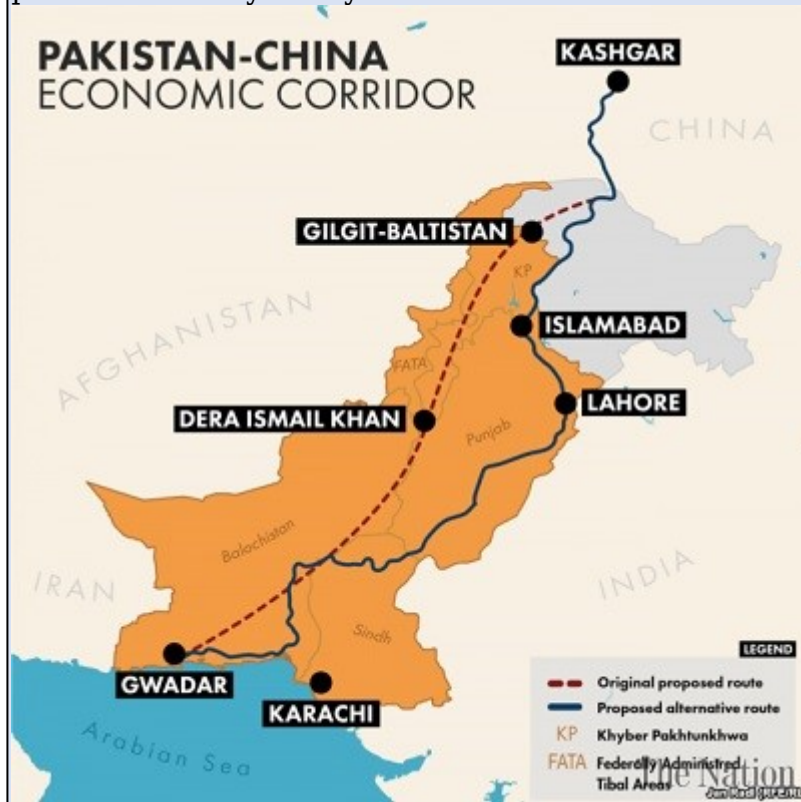 PAKISTAN-CHINA
ECONOMIC CORRIDOR
KASHGAR
CHINA
GILGIT-BALTISTAN
KP
ISLAMABAD
AFGHANISTAN
FATA
LAHORE
DERA ISMAIL KHAN
Punjab
Balochistan
IRAN
INDIA
Sindh
GWADAR
KARACHI
Arabian Sea
LEGEND
Original proposed route
Proposed alternative route
KP Khyber Pakhtunkhwa
FATA Federally Administred
Tibal Areas
The Nation